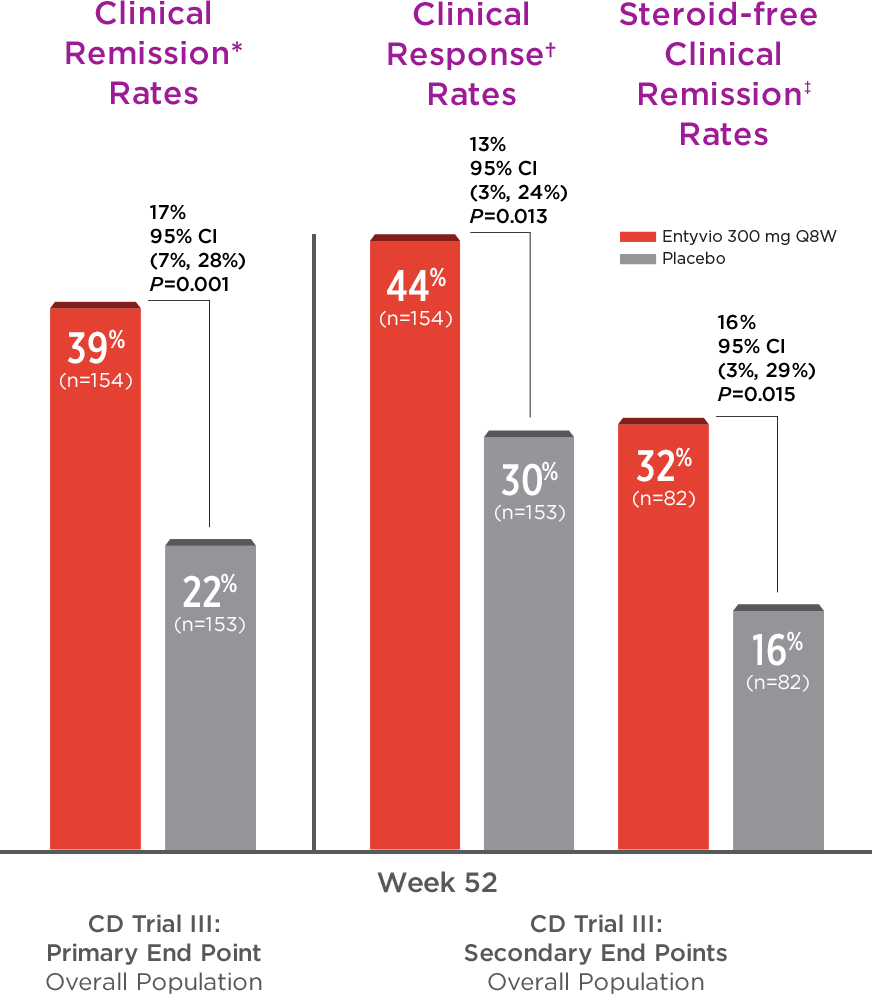 Clinical
Remission*
Rates
Clinical
Response†
Rates
Steroid-free
Clinical
Remission‡
Rates
17%
95% CI
(7%, 28%)
P=0.001
13%
95% CI
(3%, 24%)
P=0.013
Entyvio 300 mg Q8W
Placebo
16%
95% CI
(3%, 29%)
P=0.015
39%
(n=154)
22%
(n=153)
44%
(n=154)
30%
(n=153)
32%
(n=82)
16%
(n=82)
Week 52
CD Trial III:
Primary End Point
Overall Population
CD Trial III:
Secondary End Points
Overall Population